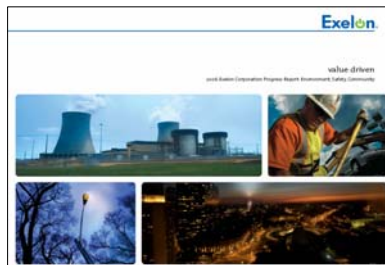 Exelon.
value driven
2006 Exelon Corporation Progress Report: Environment, Safety, Community